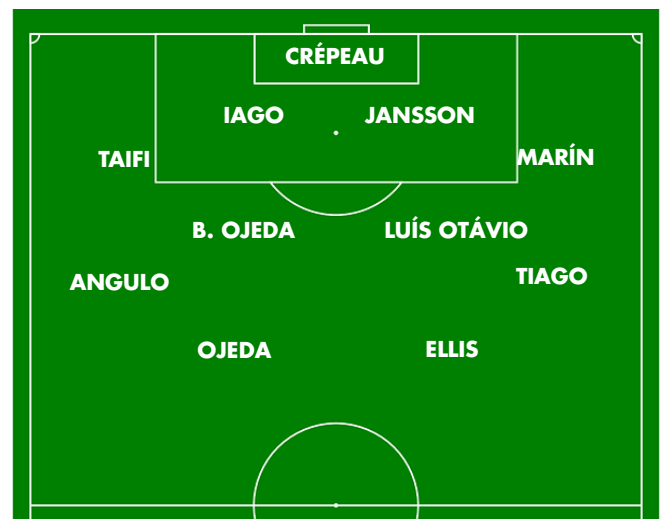 CRÉPEAU
IAGO JANSSON
TAIFI MARÍN
B. OJEDA LUÍS OTÁVIO
ANGULO TIAGO
OJEDA ELLIS